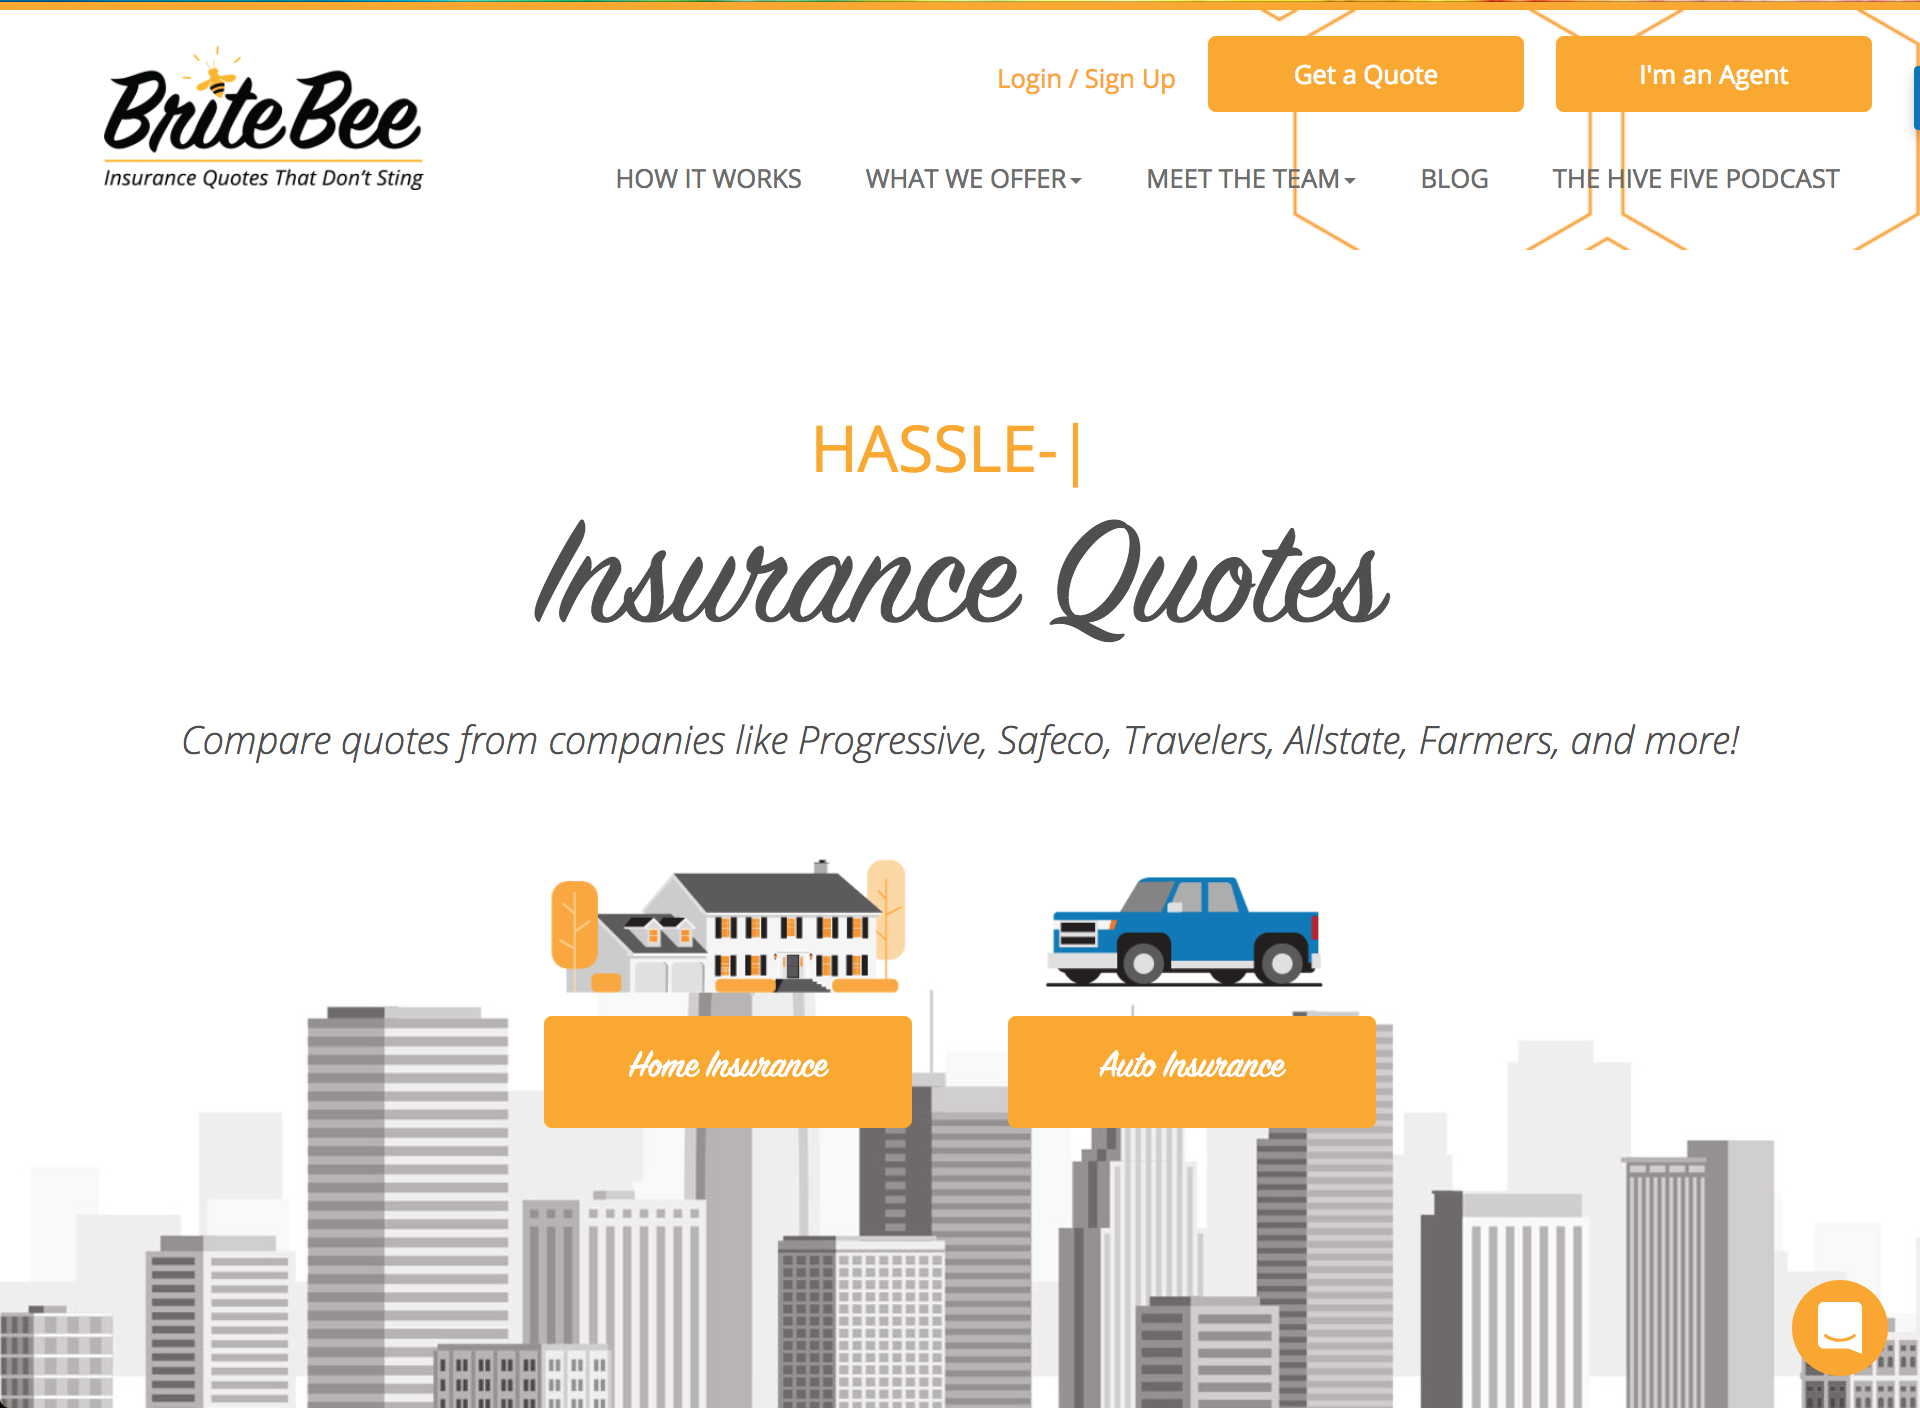 BriteBee
Insurance Quotes That Don't Sting
Login / Sign Up
Get a Quote
I'm an Agent
HOW IT WORKS
WHAT WE OFFER
MEET THE TEAM
BLOG
THE HIVE FIVE PODCAST
HASSLE-|
Insurance Quotes
Compare quotes from companies like Progressive, Safeco, Travelers, Allstate, Farmers, and more!
Home Insurance
Auto Insurance